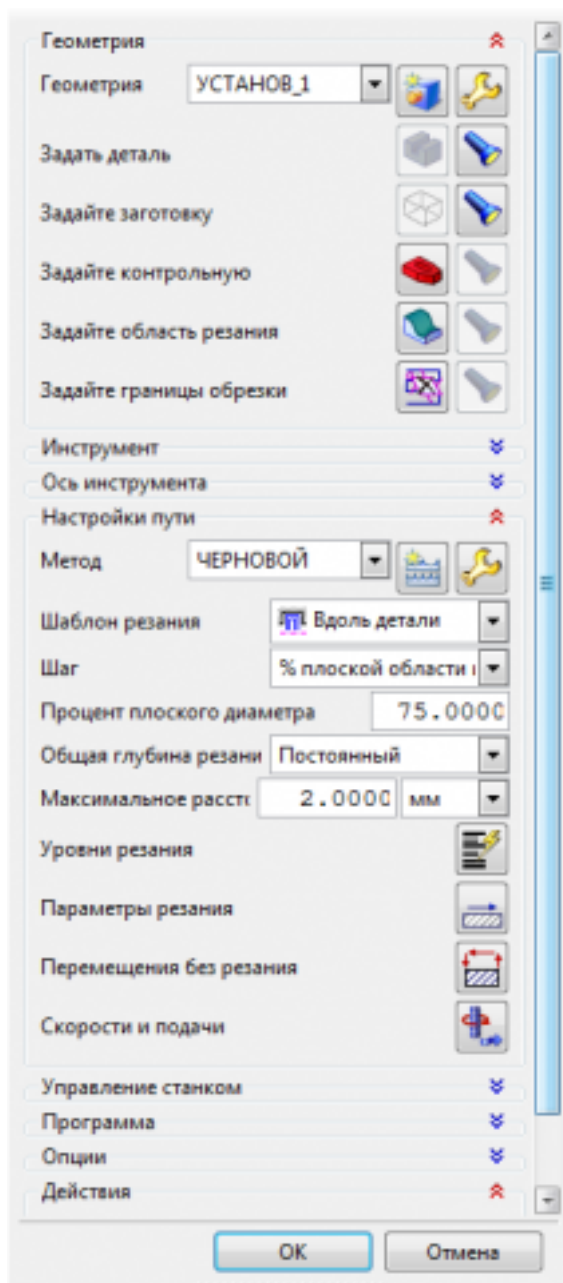 Геометрия
Геометрия УСТАНОВ_1
Задать деталь
Задайте заготовку
Задайте контрольную
Задайте область резания
Задайте границы обрезки
Инструмент
Ось инструмента
Настройки пути
Метод ЧЕРНОВОЙ
Шаблон резания Вдоль детали
Шаг % плоской области
Процент плоского диаметра 75.0000
Общая глубина резани Постоянный
Максимальное рассто 2.0000 мм
Уровни резания
Параметры резания
Перемещения без резания
Скорости и подачи
Управление станком
Программа
Опции
Действия
ОК Отмена